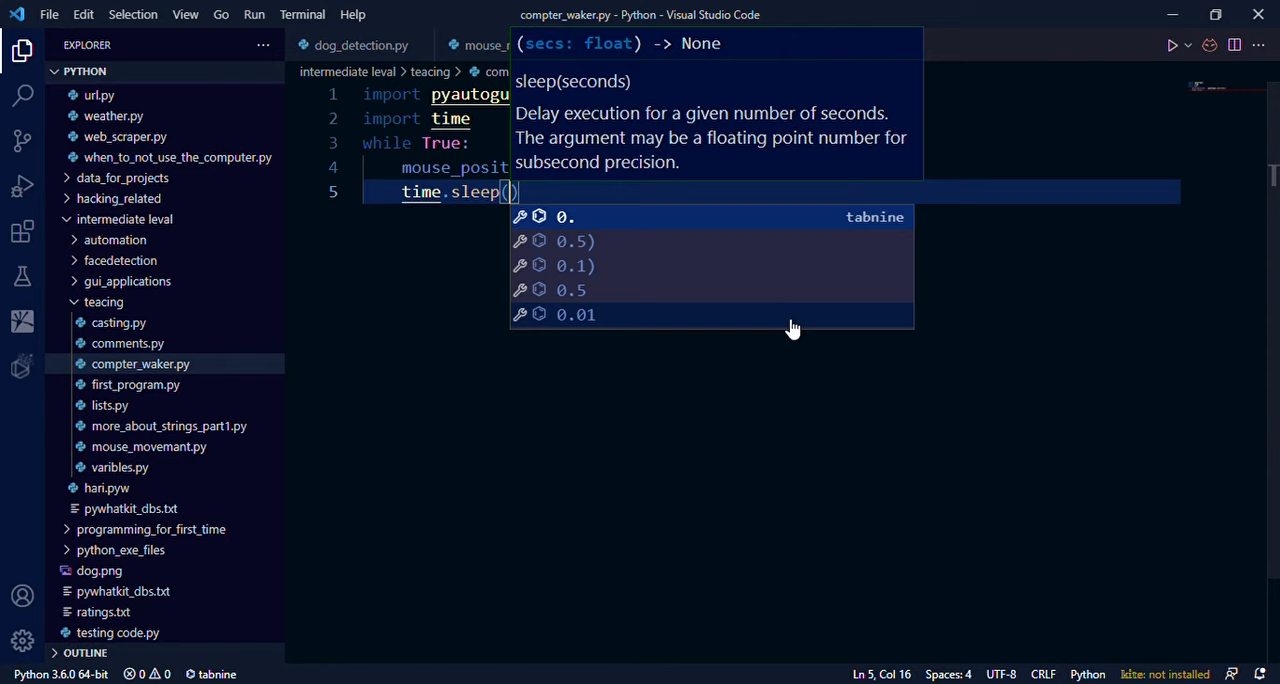 File Edit Selection View Go Run Terminal Help
compter_waker.py - Python - Visual Studio Code
EXPLORER
PYTHON
url.py
weather.py
web_scraper.py
when_to_not_use_the_computer.py
data_for_projects
hacking_related
intermediate leval
automation
facedetection
gui_applications
teacing
casting.py
comments.py
compter_waker.py
first_program.py
lists.py
more_about_strings_part1.py
mouse_movemant.py
varibles.py
hari.pyw
pywhatkit_dbs.txt
programming_for_first_time
python_exe_files
dog.png
pywhatkit_dbs.txt
ratings.txt
testing code.py
OUTLINE
dog_detection.py mouse_
intermediate leval > teacing > com
1 import pyautogu
2 import time
3 while True:
4 mouse_posit
5 time.sleep()
(secs: float) -> None
sleep(seconds)
Delay execution for a given number of seconds.
The argument may be a floating point number for
subsecond precision.
0. tabnine
0.5)
0.1)
0.5
0.01
Python 3.6.0 64-bit 0 0 tabnine Ln 5, Col 16 Spaces: 4 UTF-8 CRLF Python kite: not installed